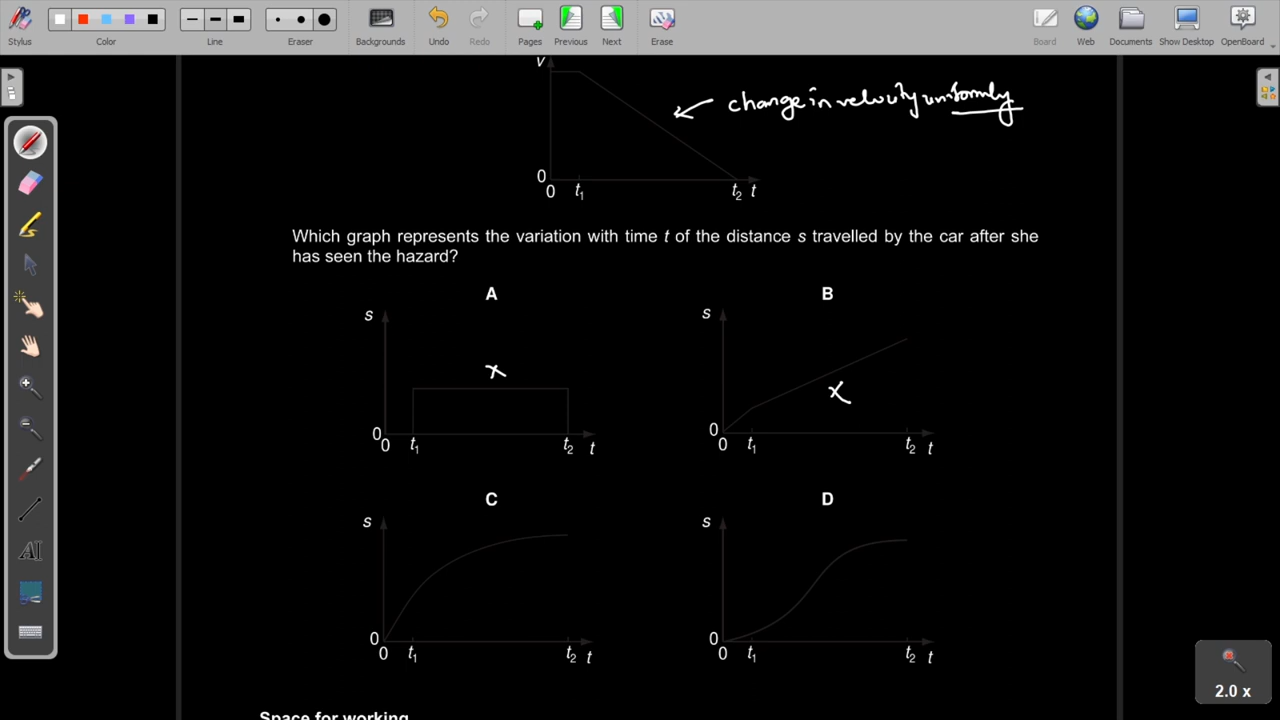 Stylus
Color
Line
Eraser
Backgrounds
Undo
Redo
Pages
Previous
Next
Erase
Board
Web
Documents
Show Desktop
OpenBoard
v
change in velocity uniformly
0
0 t1 t2 t
Which graph represents the variation with time t of the distance s travelled by the car after she
has seen the hazard?
A
s
x
0
0 t1 t2 t
B
s
x
0
0 t1 t2 t
C
s
0
0 t1 t2 t
D
s
0
0 t1 t2 t
AI
2.0 x
Space for working